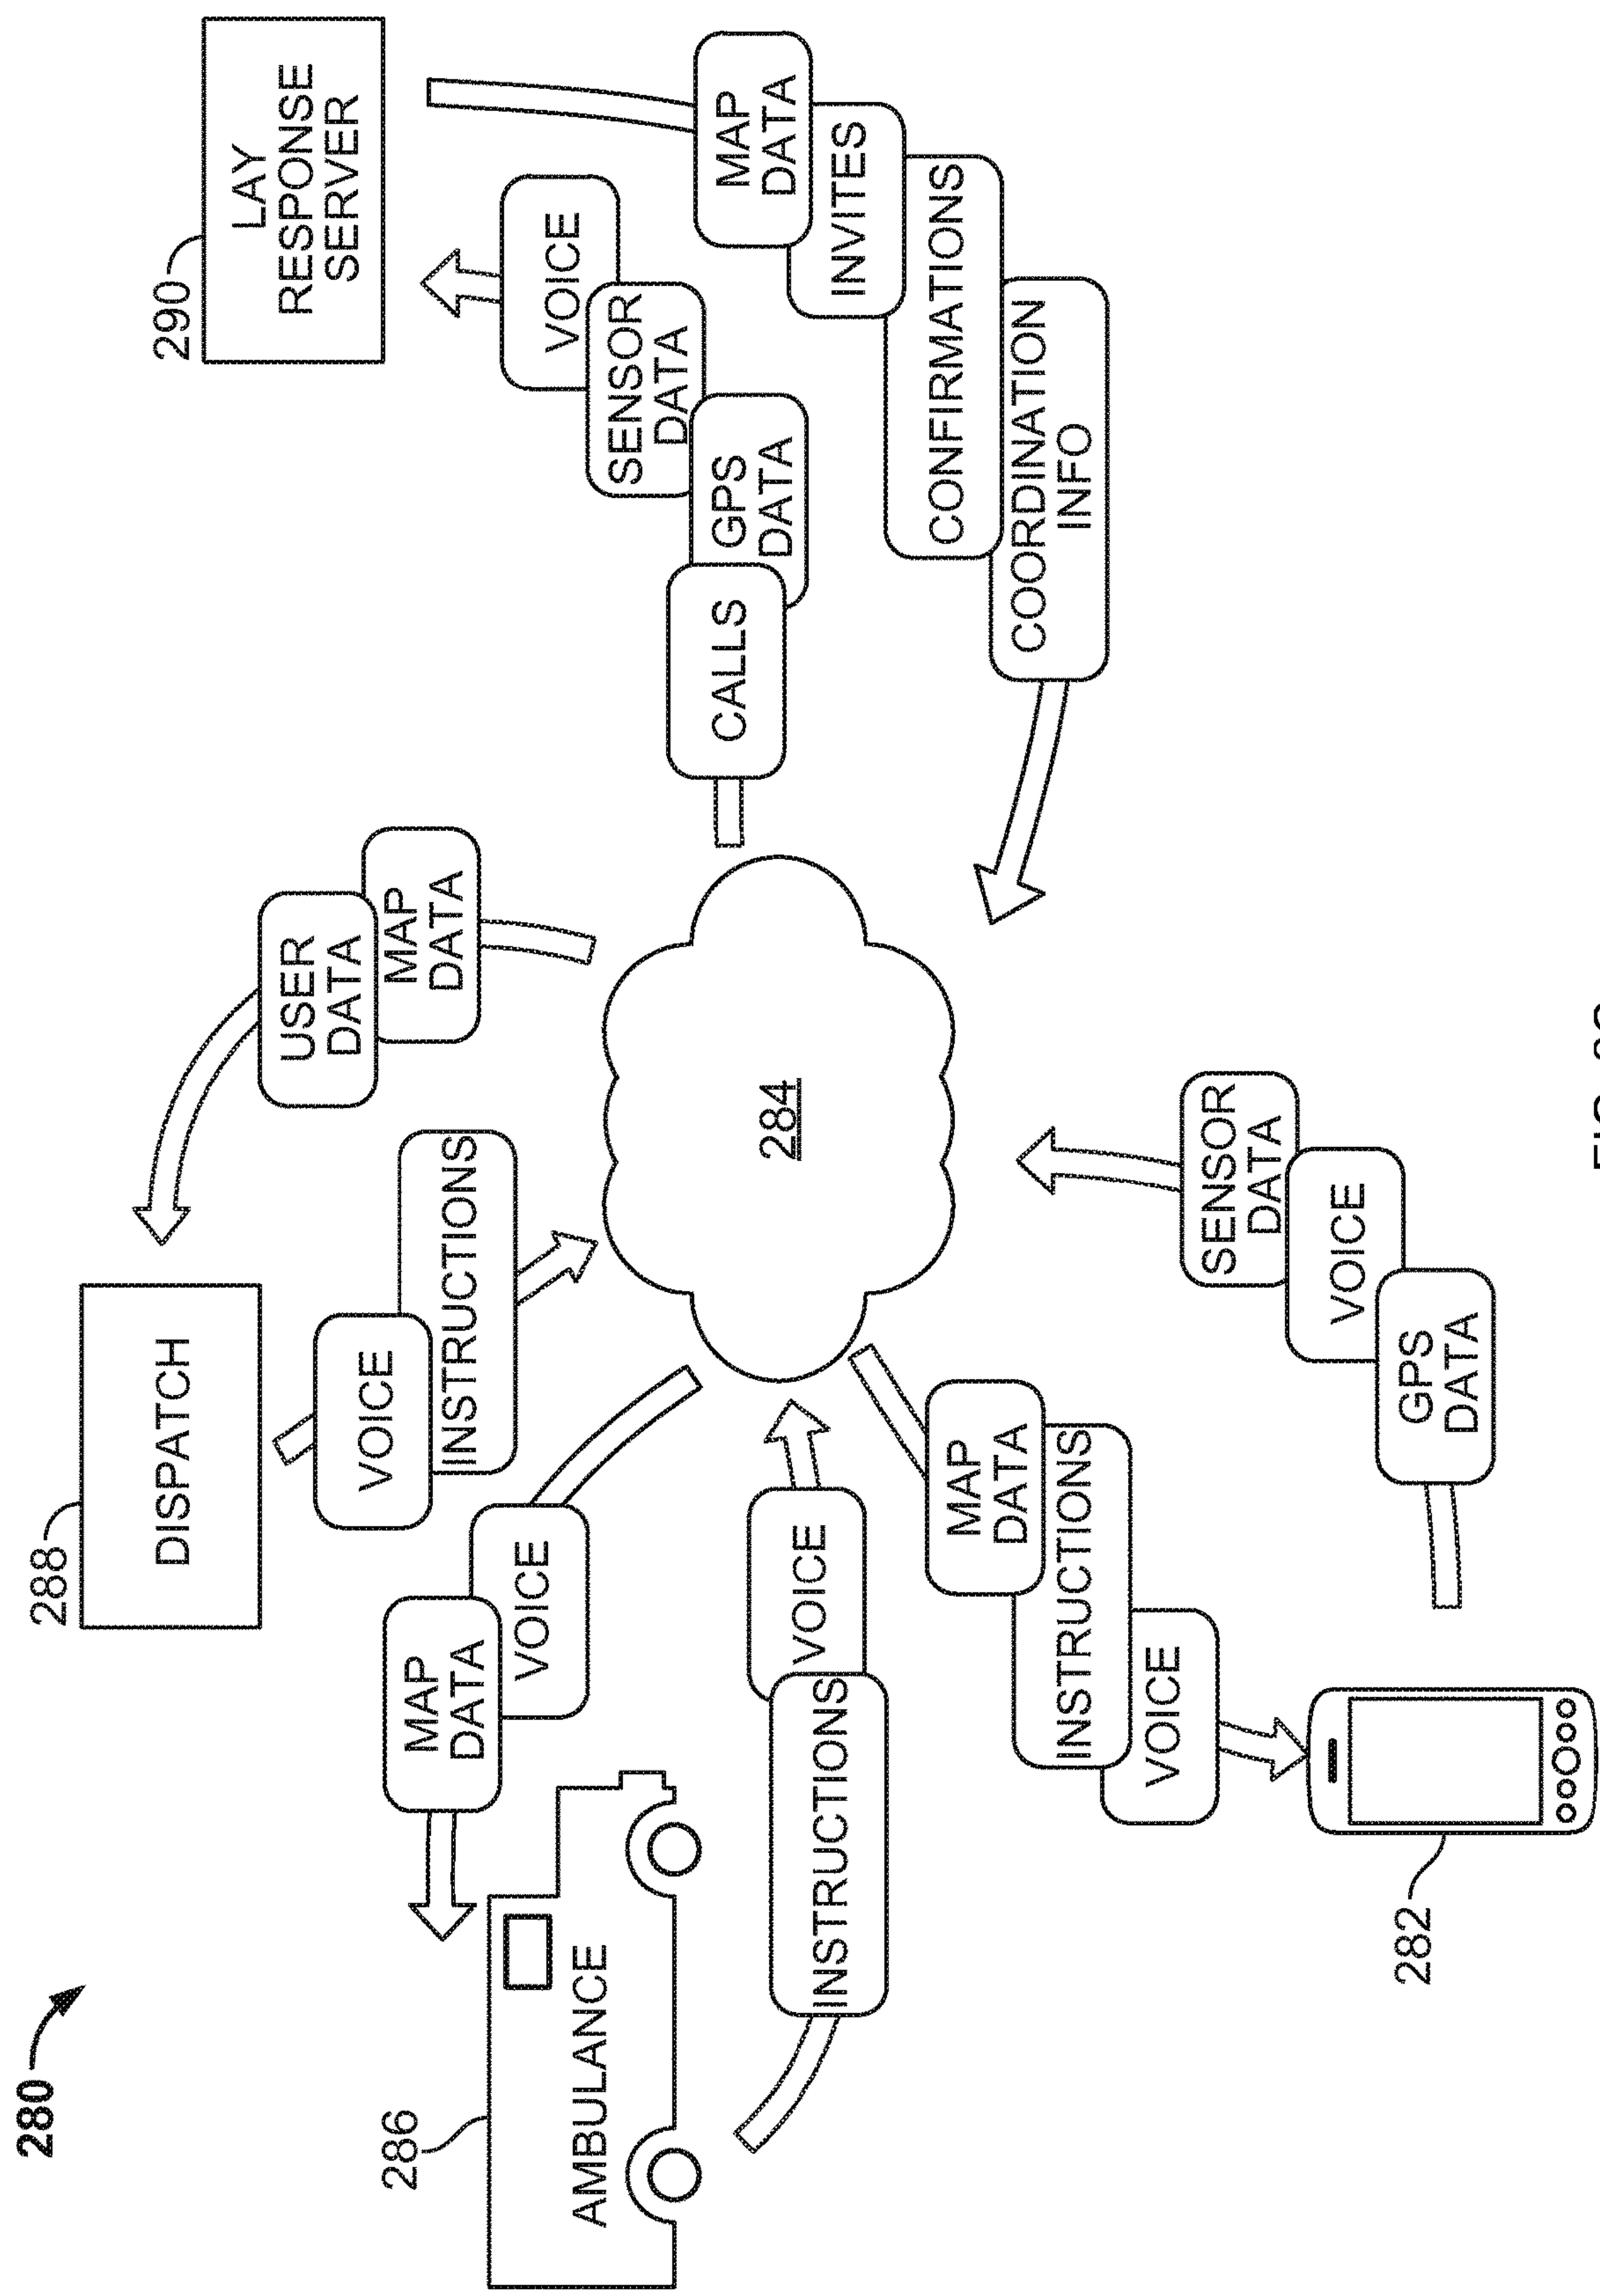 280
286
AMBULANCE
288
DISPATCH
290
LAY
RESPONSE
SERVER
MAP
DATA
VOICE
VOICE
INSTRUCTIONS
USER
DATA
MAP
DATA
VOICE
SENSOR
DATA
GPS
DATA
CALLS
MAP
DATA
INVITES
CONFIRMATIONS
COORDINATION
INFO
284
INSTRUCTIONS
VOICE
MAP
DATA
INSTRUCTIONS
VOICE
SENSOR
DATA
VOICE
GPS
DATA
282